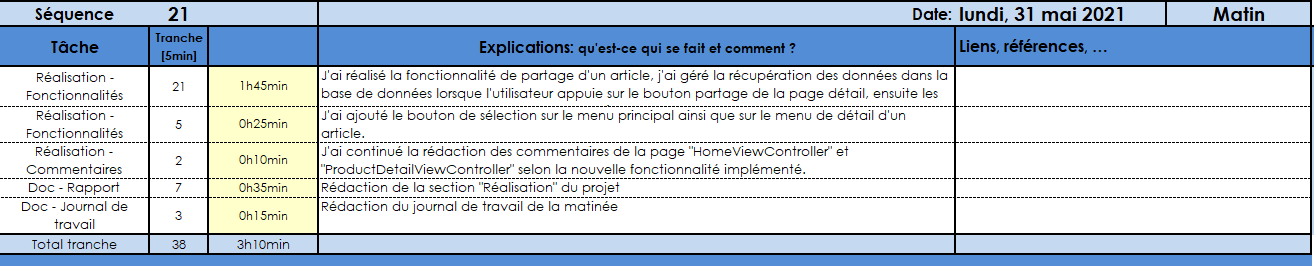 Séquence 21 Date: lundi, 31 mai 2021 Matin
Tâche Tranche [5min] Explications: qu'est-ce qui se fait et comment ? Liens, références, ...
Réalisation -
Fonctionnalités
21 1h45min
J'ai réalisé la fonctionnalité de partage d'un article, j'ai géré la récupération des données dans la
base de données lorsque l'utilisateur appuie sur le bouton partage de la page détail, ensuite les
Réalisation -
Fonctionnalités
5 0h25min
J'ai ajouté le bouton de sélection sur le menu principal ainsi que sur le menu de détail d'un
article.
Réalisation -
Commentaires
2 0h10min
J'ai continué la rédaction des commentaires de la page "HomeViewController" et
"ProductDetailViewController" selon la nouvelle fonctionnalité implémenté.
Doc - Rapport 7 0h35min Rédaction de la section "Réalisation" du projet
Doc - Journal de
travail
3 0h15min
Rédaction du journal de travail de la matinée
Total tranche 38 3h10min